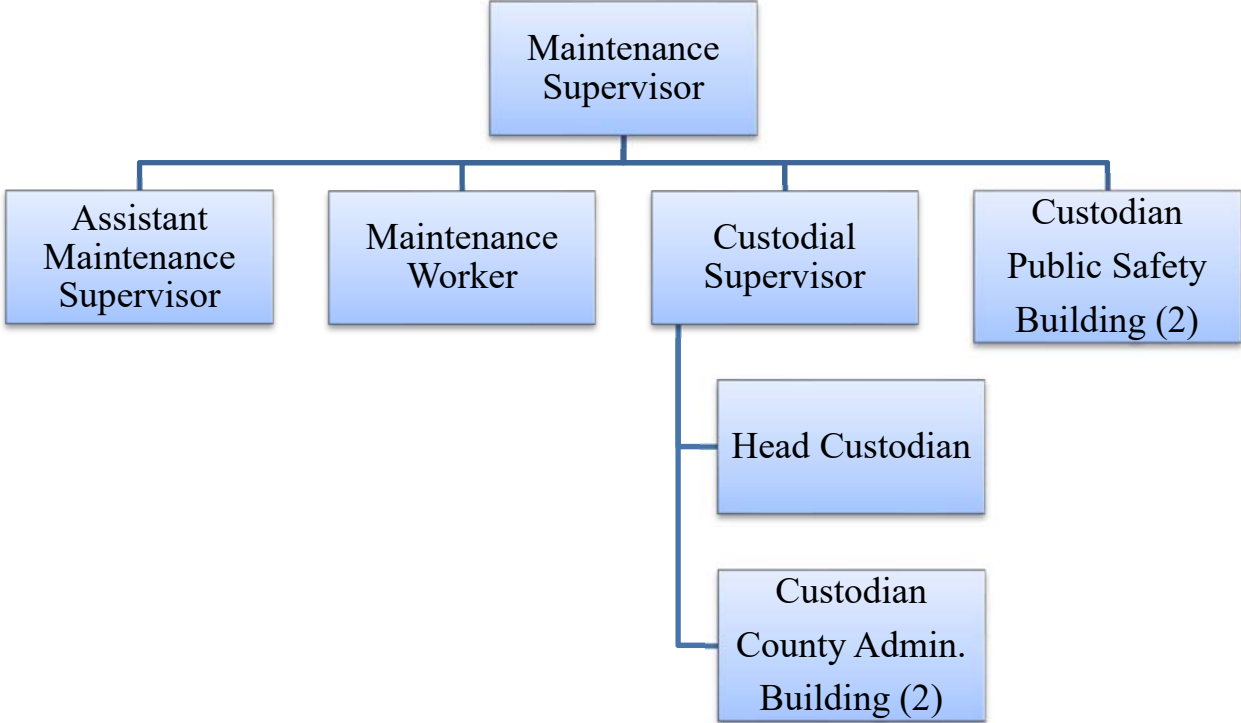 Maintenance
Supervisor
Assistant
Maintenance
Supervisor
Maintenance
Worker
Custodial
Supervisor
Custodian
Public Safety
Building (2)
Head Custodian
Custodian
County Admin.
Building (2)